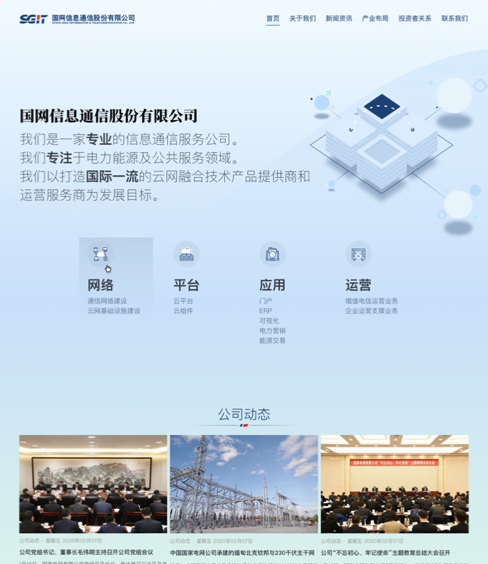 SGIT 国网信息通信股份有限公司
首页 关于我们 新闻资讯 产业布局 投资者关系 联系我们
国网信息通信股份有限公司
我们是一家专业的信息通信服务公司。
我们专注于电力能源及公共服务领域。
我们以打造国际一流的云网融合技术产品提供商和
运营服务商为发展目标。
网络
通信网络建设
云网基础设施建设
平台
云平台
云组件
应用
门户
ERP
可视化
电力营销
能源交易
运营
增值电信运营业务
企业运营支撑业务
公司动态
公司动态 - 星期五 2020年02月07日
公司党组书记、董事长毛伟明主持召开公司党组会议
公司动态 - 星期五 2020年02月07日
中国国家电网公司承建的缅甸北克钦邦与230千伏主干网
公司动态 - 星期五 2020年02月07日
公司“不忘初心、牢记使命”主题教育总结大会召开